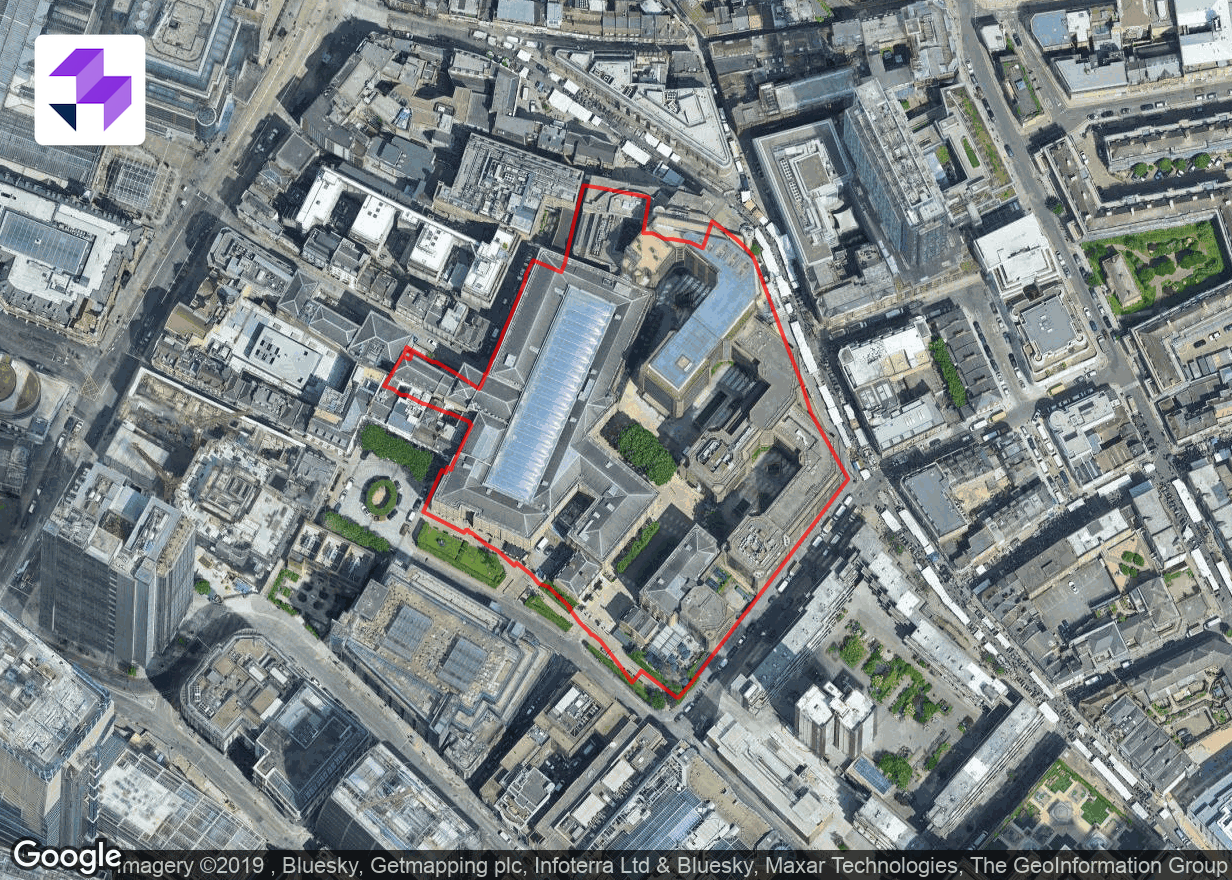 Google Imagery ©2019 , Bluesky, Getmapping plc, Infoterra Ltd & Bluesky, Maxar Technologies, The GeoInformation Group